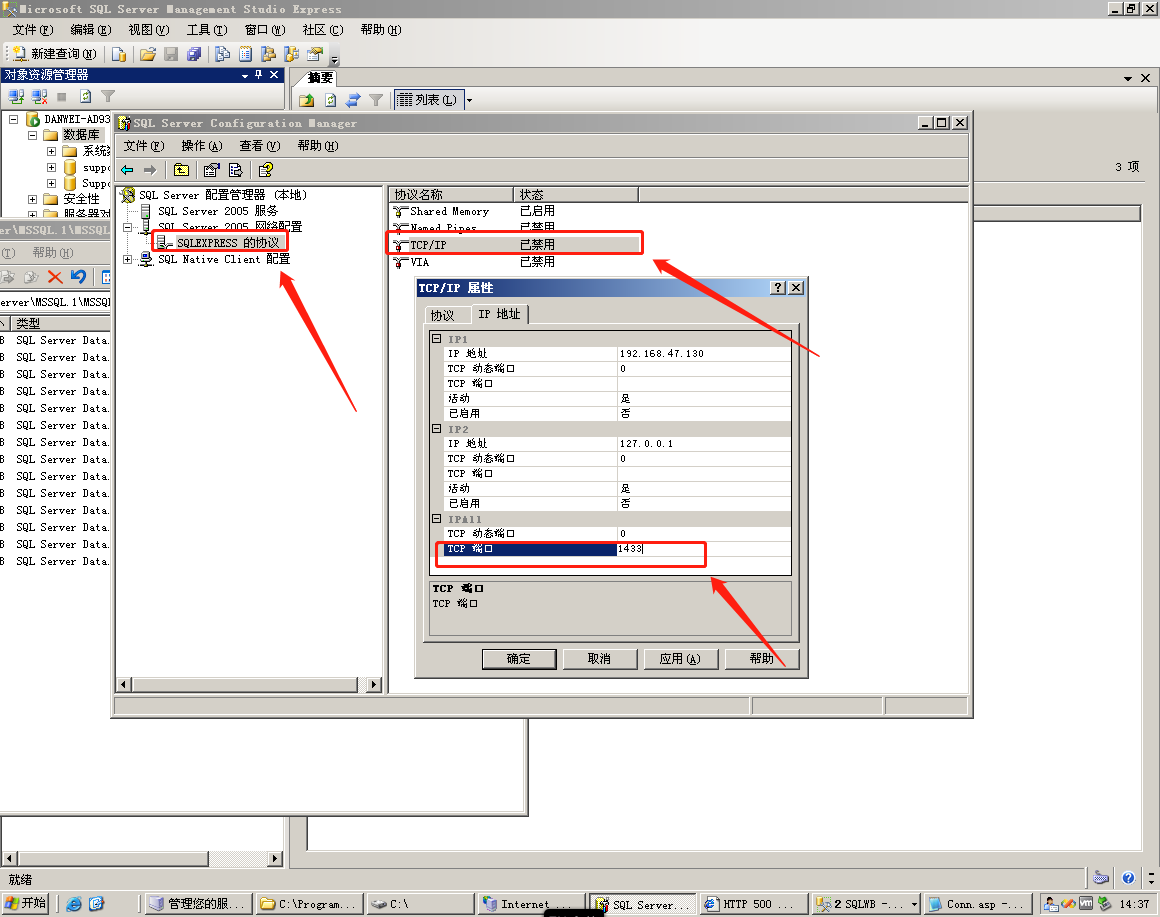 Microsoft SQL Server Management Studio Express
文件(F) 编辑(E) 视图(V) 工具(T) 窗口(W) 社区(C) 帮助(H)
新建查询(N)
对象资源管理器
摘要
列表(L)
DANWEI-AD93
数据库
系统
suppo
Suppo
安全性
服务器对
3 项
SQL Server Configuration Manager
文件(F) 操作(A) 查看(V) 帮助(H)
SQL Server 配置管理器 (本地)
SQL Server 2005 服务
SQL Server 2005 网络配置
SQLEXPRESS 的协议
SQL Native Client 配置
协议名称 状态
Shared Memory 已启用
Named Pipes 已禁用
TCP/IP 已禁用
VIA 已禁用
er\MSSQL.1\MSSQL
(T) 帮助(H)
erver\MSSQL.1\MSSQL
类型
B SQL Server Data.
B SQL Server Data.
B SQL Server Data.
B SQL Server Data.
B SQL Server Data.
B SQL Server Data.
B SQL Server Data.
B SQL Server Data.
B SQL Server Data.
B SQL Server Data.
B SQL Server Data.
B SQL Server Data.
B SQL Server Data.
B SQL Server Data.
TCP/IP 属性
协议 IP 地址
IP1
IP 地址 192.168.47.130
TCP 动态端口 0
TCP 端口
活动 是
已启用 否
IP2
IP 地址 127.0.0.1
TCP 动态端口 0
TCP 端口
活动 是
已启用 否
IPAll
TCP 动态端口 0
TCP 端口 1433
TCP 端口
TCP 端口
确定 取消 应用(A) 帮助
就绪
开始 管理您的服... C:\Program... C:\ Internet ... SQL Server... HTTP 500 ... 2 SQLWB -... Conn.asp -... 14:37